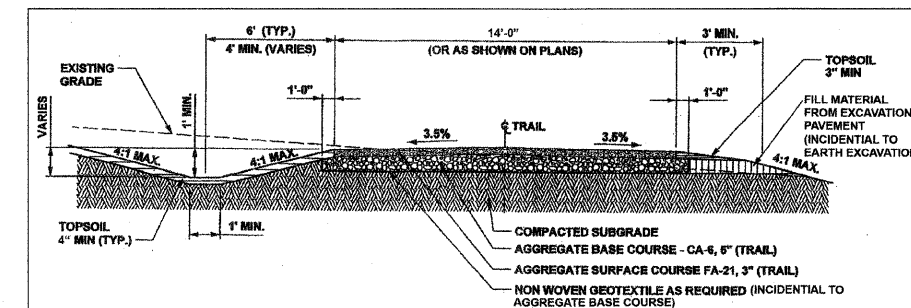 6' (TYP.)
4' MIN. (VARIES)
14'-0"
(OR AS SHOWN ON PLANS)
3' MIN.
(TYP.)
TOPSOIL
3" MIN
EXISTING
GRADE
1'-0"
1'-0"
FILL MATERIAL
FROM EXCAVATION
PAVEMENT
(INCIDENTIAL TO
EARTH EXCAVATION
VARIES
1' MIN.
3.5%
℄ TRAIL
3.5%
4:1 MAX.
4:1 MAX.
4:1 MAX.
TOPSOIL
4" MIN (TYP.)
1' MIN.
COMPACTED SUBGRADE
AGGREGATE BASE COURSE - CA-6, 5" (TRAIL)
AGGREGATE SURFACE COURSE FA-21, 3" (TRAIL)
NON WOVEN GEOTEXTILE AS REQUIRED (INCIDENTIAL TO
AGGREGATE BASE COURSE)